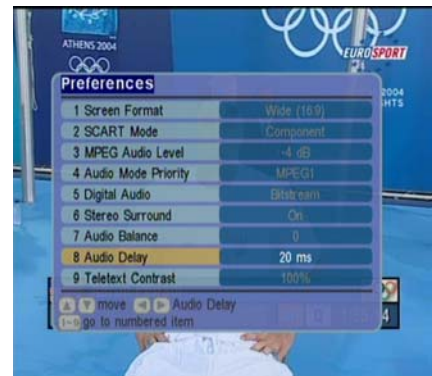 ATHENS 2004
EUROSPORT
Preferences
1 Screen Format Wide (16:9)
2 SCART Mode Component
3 MPEG Audio Level -4 dB
4 Audio Mode Priority MPEG1
5 Digital Audio Bitstream
6 Stereo Surround On
7 Audio Balance 0
8 Audio Delay 20 ms
9 Teletext Contrast 100%
move Audio Delay
1~9 go to numbered item